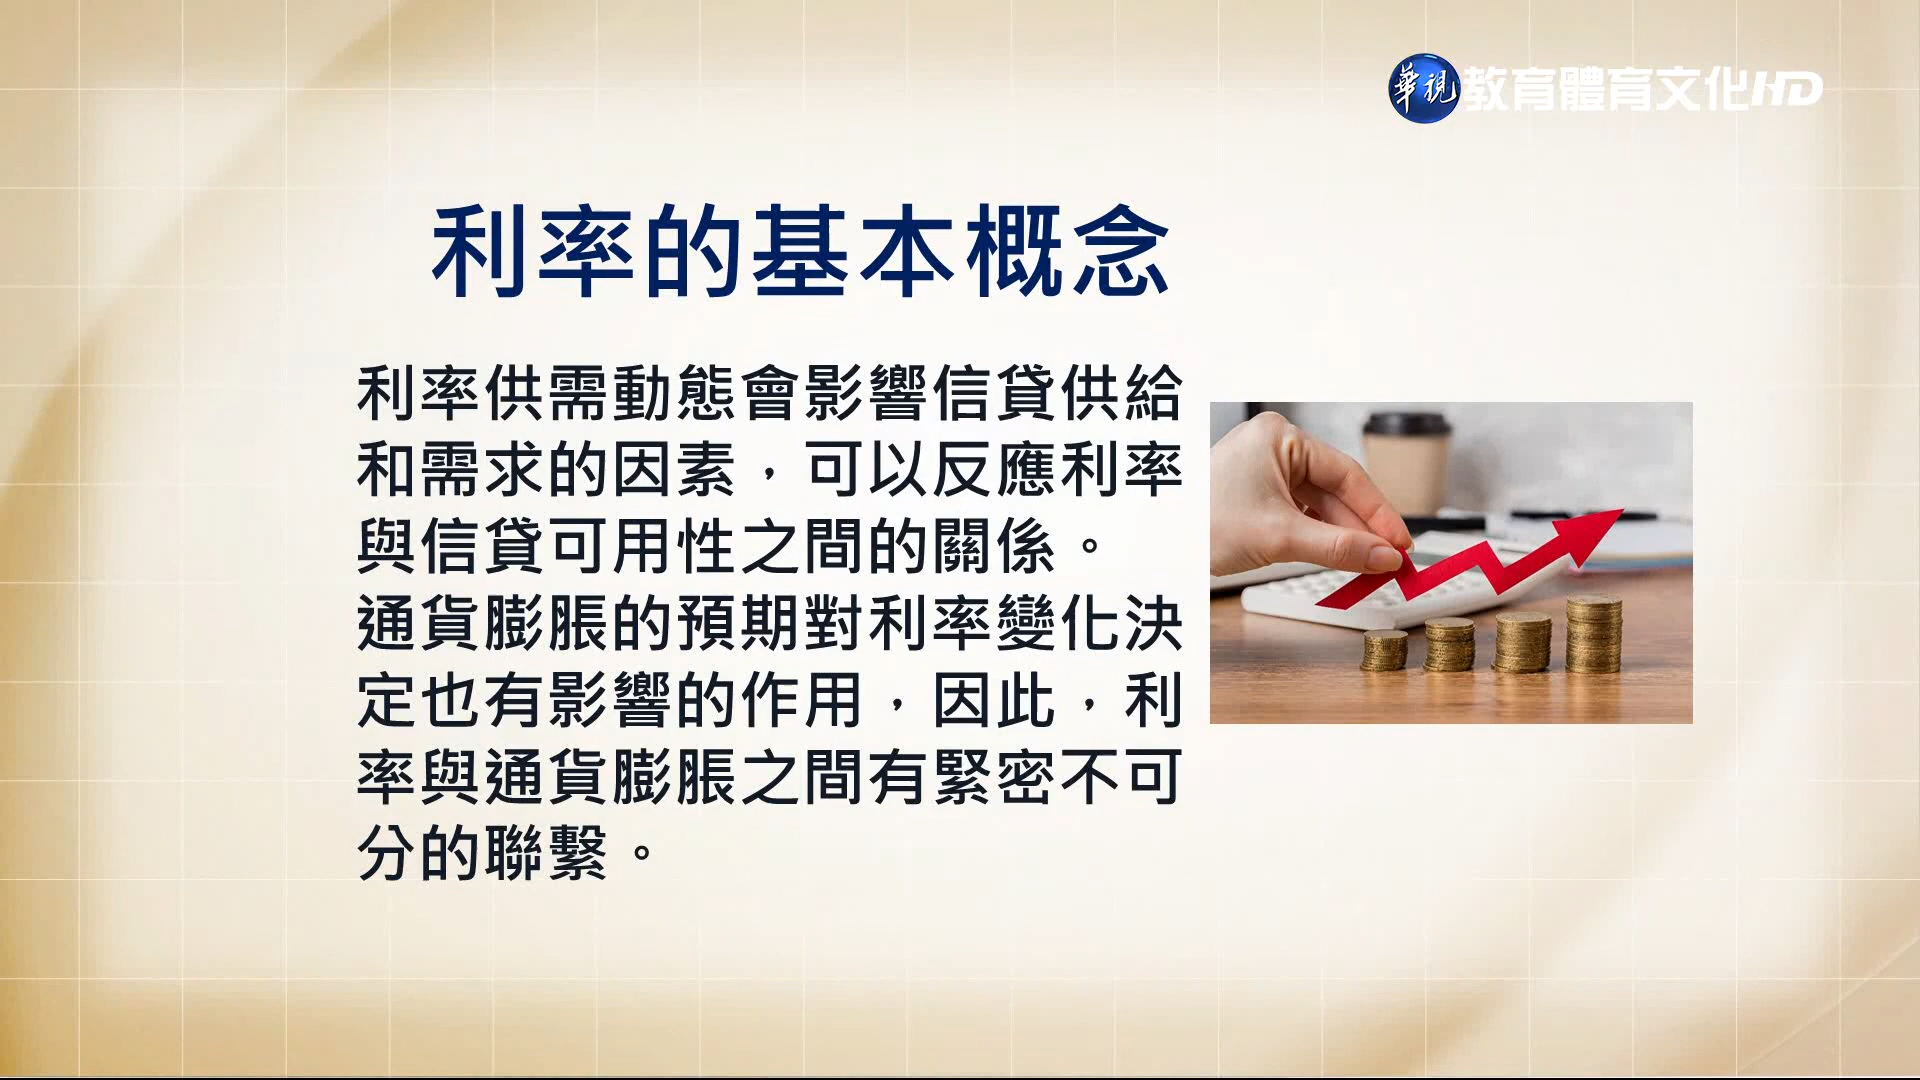 華視 教育體育文化HD
利率的基本概念
利率供需動態會影響信貸供給
和需求的因素，可以反應利率
與信貸可用性之間的關係。
通貨膨脹的預期對利率變化決
定也有影響的作用，因此，利
率與通貨膨脹之間有緊密不可
分的聯繫。